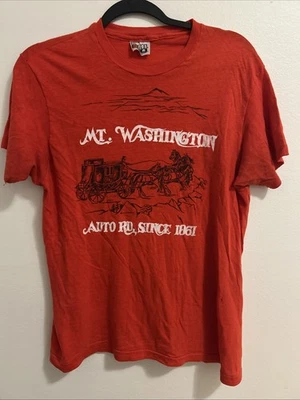 MT. WASHINGTON
AUTO RD, SINCE 1861